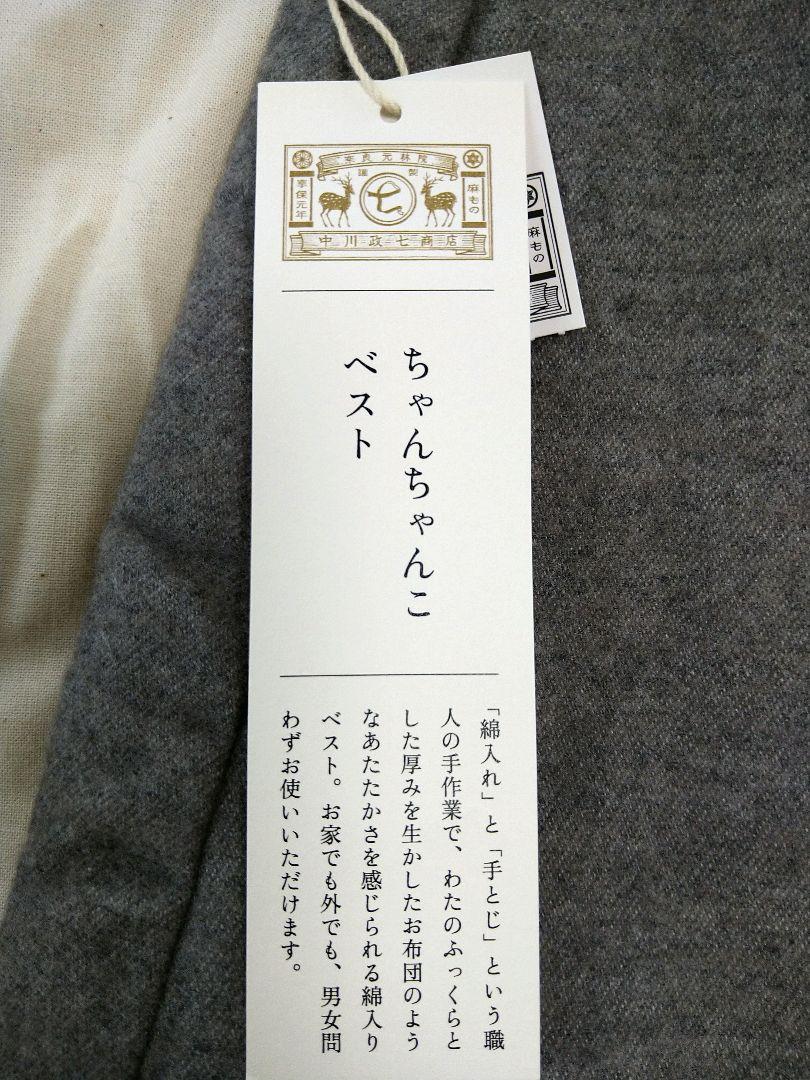 奈良元林院
謹製
享保元年
七
麻もの
中川政七商店
麻もの
ちゃんちゃんこ
ベスト
「綿入れ」と「手とじ」という職
人の手作業で、わたのふっくらと
した厚みを生かしたお布団のよう
なあたたかさを感じられる綿入り
ベスト。お家でも外でも、男女問
わずお使いいただけます。